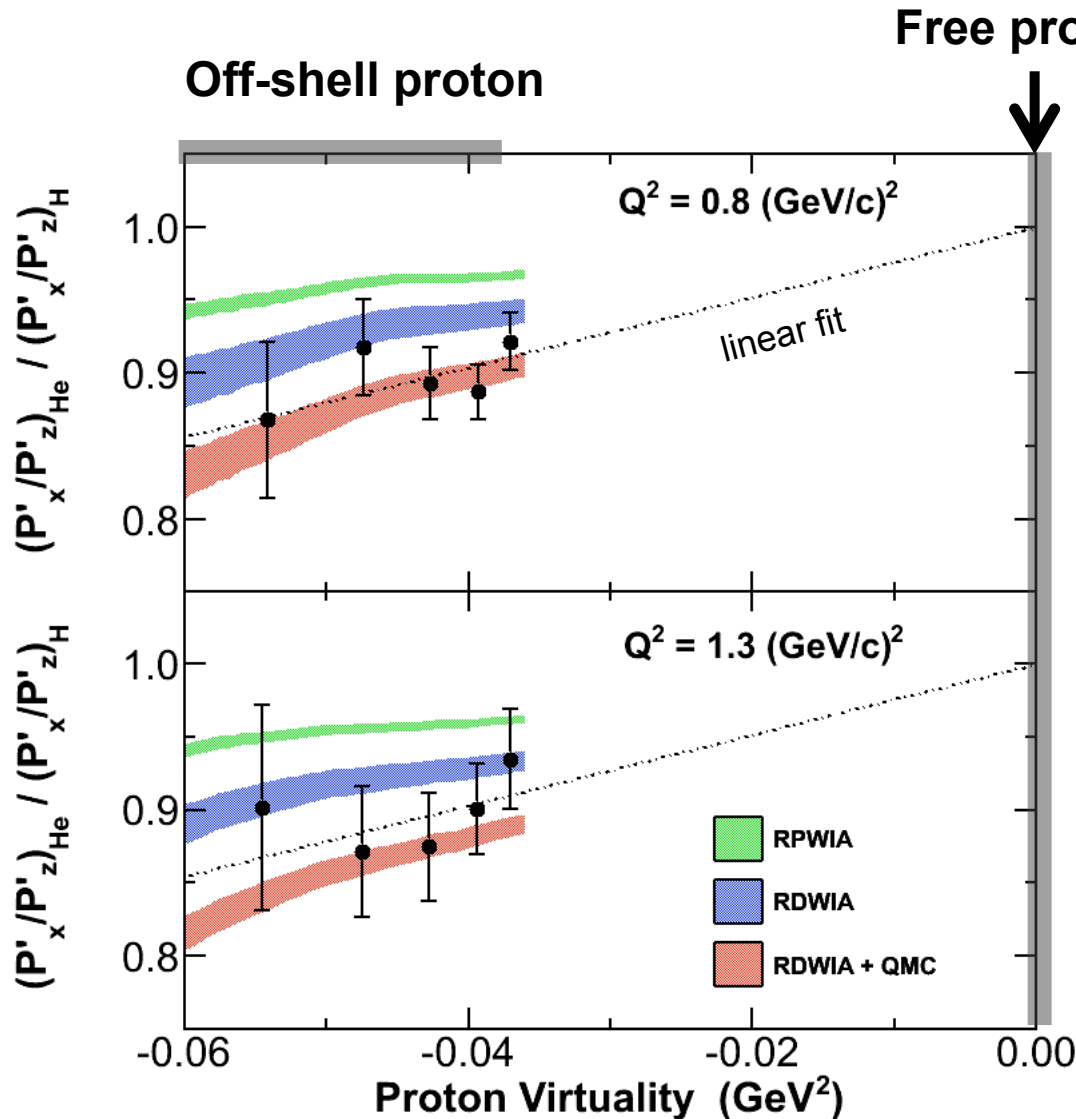 Free pro
Off-shell proton
Q² = 0.8 (GeV/c)²
(P'x/P'z)He / (P'x/P'z)H
1.0
0.9
0.8
linear fit
Q² = 1.3 (GeV/c)²
(P'x/P'z)He / (P'x/P'z)H
1.0
0.9
0.8
RPWIA
RDWIA
RDWIA + QMC
-0.06 -0.04 -0.02 0.00
Proton Virtuality (GeV²)